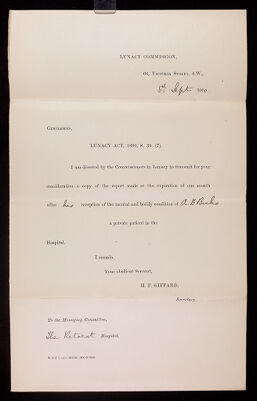 LUNACY COMMISSION,
66, VICTORIA STREET, S.W.,
5th Sept 1890.
GENTLEMEN,
LUNACY ACT, 1890, S. 39 (7).
I am directed by the Commissioners in Lunacy to transmit for your
consideration a copy of the report made at the expiration of one month
after his reception of the mental and bodily condition of A. B.
a private patient in the
Hospital.
I remain,
Your obedient Servant,
H. F. GIFFARD,
Secretary.
To the Managing Committee,
The Retreat Hospital.